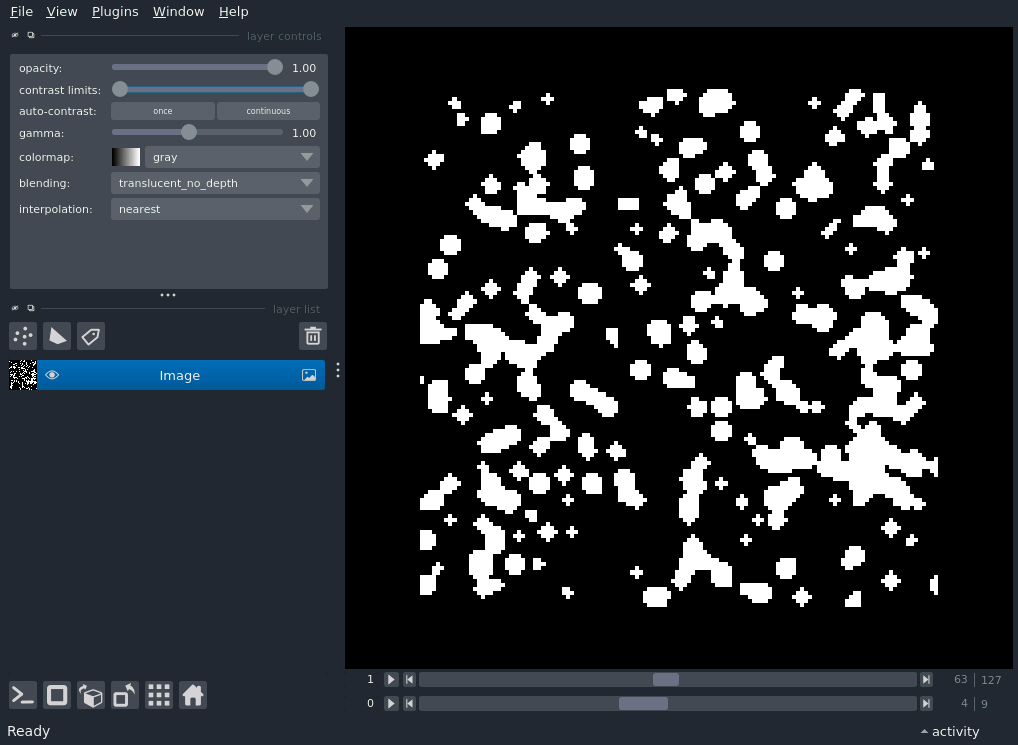 File View Plugins Window Help
layer controls
opacity: 1.00
contrast limits:
auto-contrast: once continuous
gamma: 1.00
colormap: gray
blending: translucent_no_depth
interpolation: nearest
layer list
Image
1 63 127
0 4 9
Ready activity